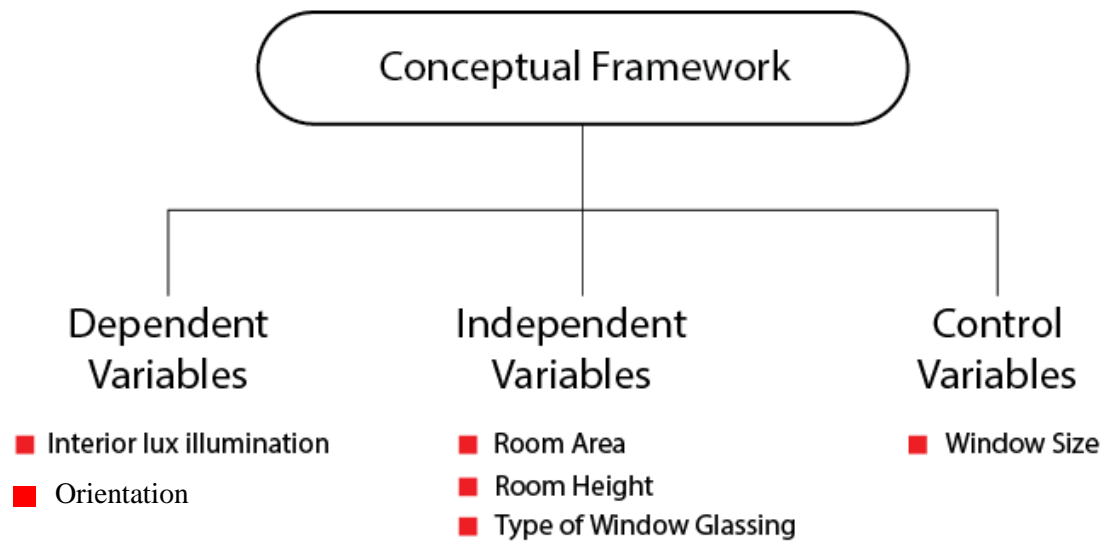 Conceptual Framework
Dependent
Variables
Interior lux illumination
Orientation
Independent
Variables
Room Area
Room Height
Type of Window Glassing
Control
Variables
Window Size